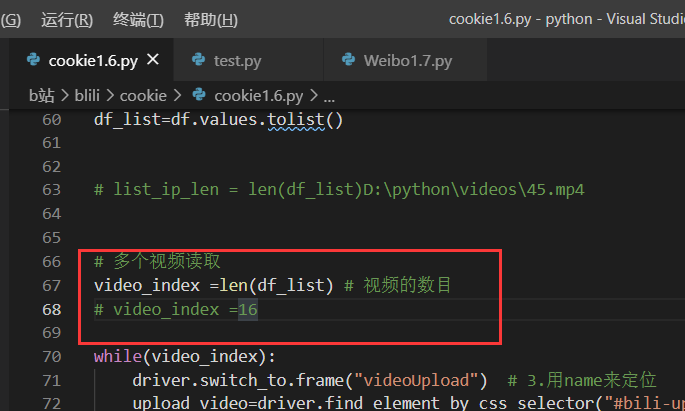 (G) 运行(R) 终端(T) 帮助(H) cookie1.6.py - python - Visual Studi
cookie1.6.py × test.py Weibo1.7.py
b站 > blili > cookie > cookie1.6.py > ...
60 df_list=df.values.tolist()
61
62
63 # list_ip_len = len(df_list)D:\python\videos\45.mp4
64
65
66 # 多个视频读取
67 video_index =len(df_list) # 视频的数目
68 # video_index =16
69
70 while(video_index):
71 driver.switch_to.frame("videoUpload") # 3.用name来定位
72 upload_video=driver.find_element_by_css_selector("#bili-up